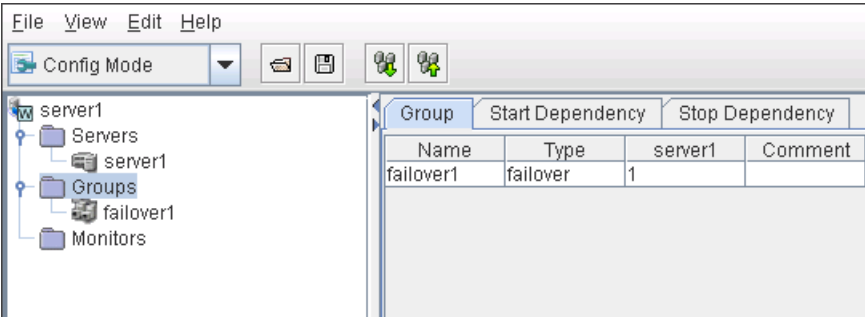 File View Edit Help
Config Mode
server1
Servers
server1
Groups
failover1
Monitors
Group Start Dependency Stop Dependency
Name Type server1 Comment
failover1 failover 1